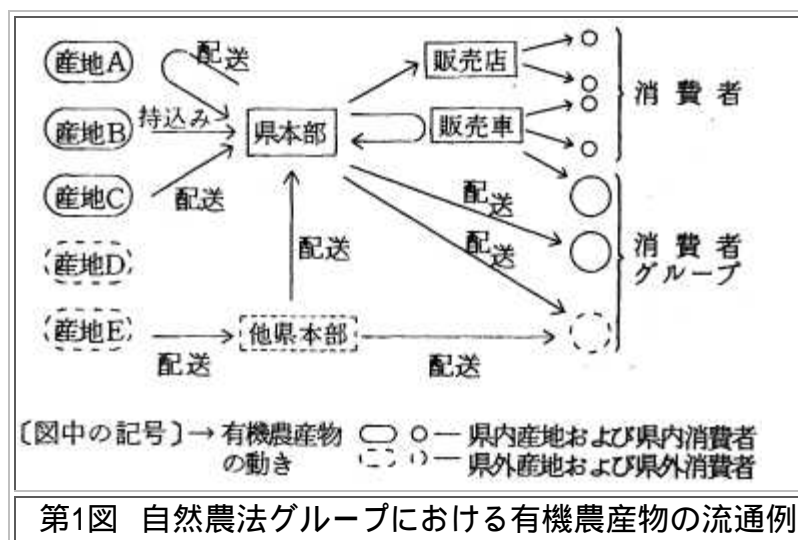 産地A
配送
産地B
持込み
産地C
配送
産地D
産地E
配送
県本部
配送
他県本部
配送
販売店
販売車
配送
配送
消費者
消費者
グループ
〔図中の記号〕→有機農産物
の動き
県内産地および県内消費者
県外産地および県外消費者
第1図 自然農法グループにおける有機農産物の流通例